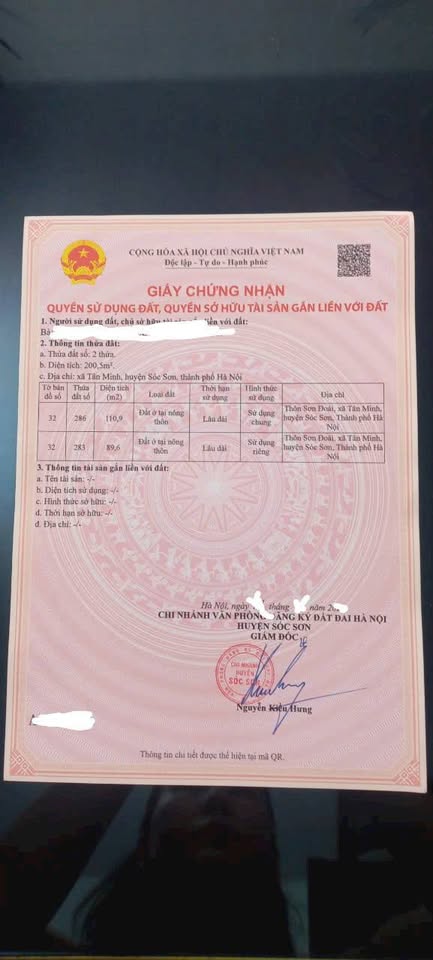 CỘNG HÒA XÃ HỘI CHỦ NGHĨA VIỆT NAM
Độc lập - Tự do - Hạnh phúc
GIẤY CHỨNG NHẬN
QUYỀN SỬ DỤNG ĐẤT, QUYỀN SỞ HỮU TÀI SẢN GẮN LIỀN VỚI ĐẤT
1. Người sử dụng đất, chủ sở hữu tài sản gắn liền với đất:
2. Thông tin thửa đất:
a. Thửa đất số: 2 thửa.
b. Diện tích: 200,5m².
c. Địa chỉ: xã Tân Minh, huyện Sóc Sơn, thành phố Hà Nội
Tờ bản đồ số Thửa đất số Diện tích (m2) Loại đất Thời hạn sử dụng Hình thức sử dụng Địa chỉ
32 286 110,9 Đất ở tại nông thôn Lâu dài Sử dụng chung Thôn Sơn Đoài, xã Tân Minh, huyện Sóc Sơn, Thành phố Hà Nội
32 283 89,6 Đất ở tại nông thôn Lâu dài Sử dụng riêng Thôn Sơn Đoài, xã Tân Minh, huyện Sóc Sơn, Thành phố Hà Nội
3. Thông tin tài sản gắn liền với đất:
a. Tên tài sản: -/-
b. Diện tích sử dụng: -/-
c. Hình thức sở hữu: -/-
d. Thời hạn sở hữu: -/-
đ. Địa chỉ: -/-
Hà Nội, ngày tháng năm
CHI NHÁNH VĂN PHÒNG ĐĂNG KÝ ĐẤT ĐAI HÀ NỘI
HUYỆN SÓC SƠN
GIÁM ĐỐC
CHI NHÁNH
HUYỆN
SÓC SƠN
Nguyễn Kiều Hưng
Thông tin chi tiết được thể hiện tại mã QR.